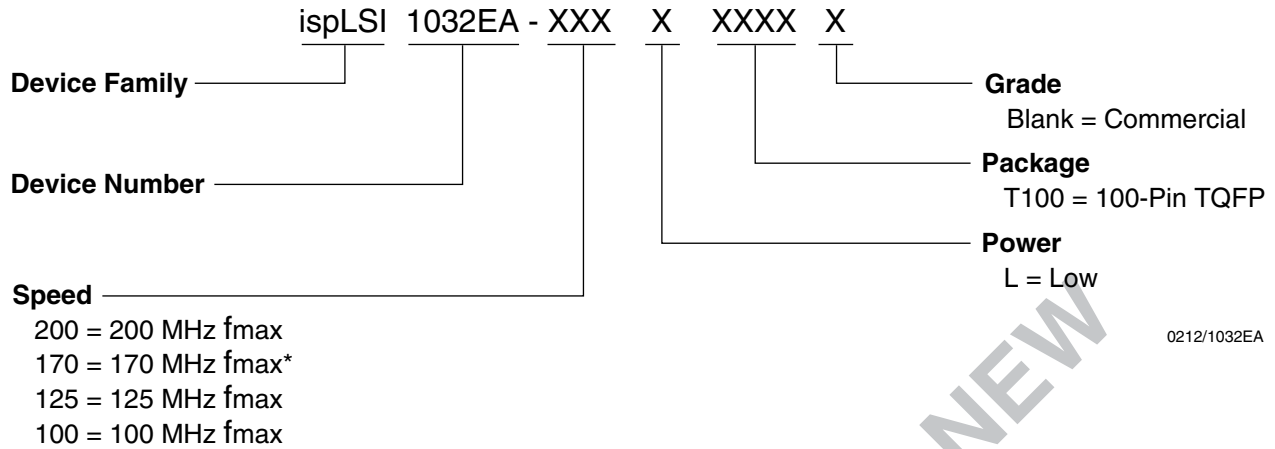 ispLSI 1032EA - XXX X XXXX X
Device Family
Grade
Blank = Commercial
Package
Device Number
T100 = 100-Pin TQFP
Power
L = Low
Speed
200 = 200 MHz fmax
170 = 170 MHz fmax*
125 = 125 MHz fmax
100 = 100 MHz fmax
0212/1032EA
NEW